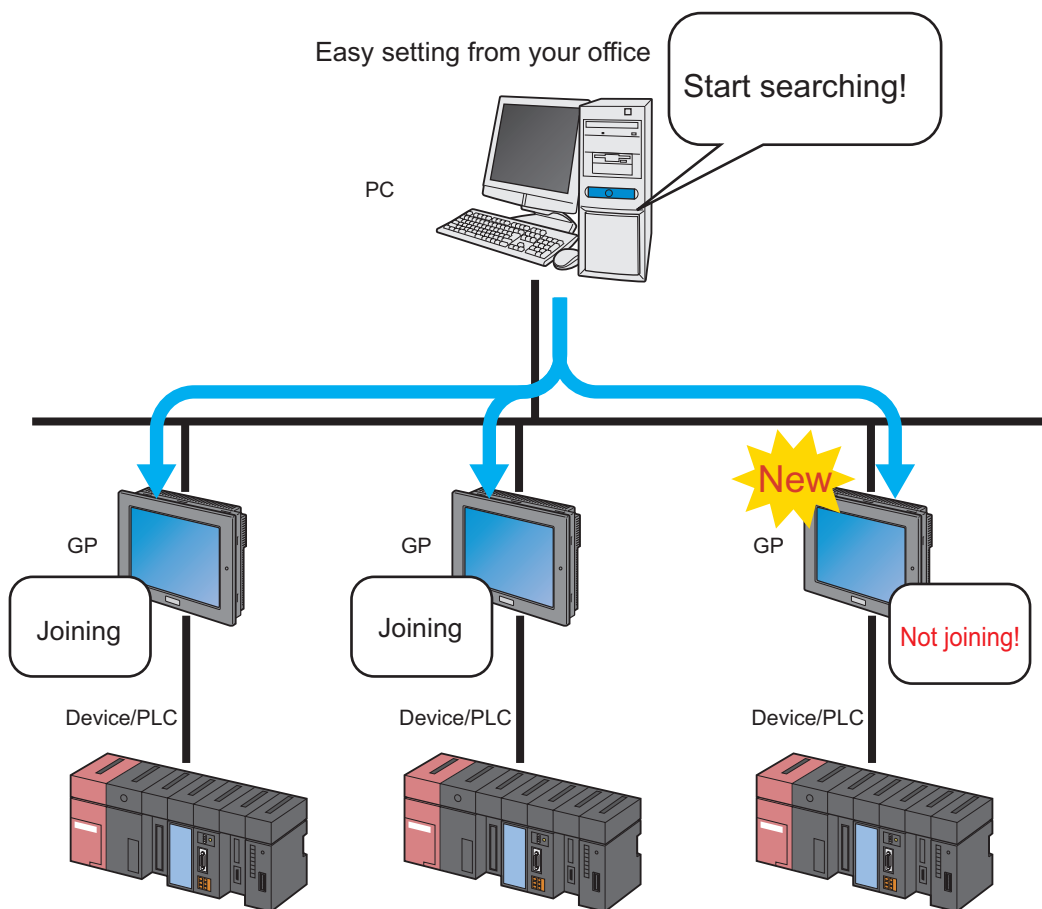 Easy setting from your office
Start searching!
PC
New
GP
GP
GP
Joining
Joining
Not joining!
Device/PLC
Device/PLC
Device/PLC